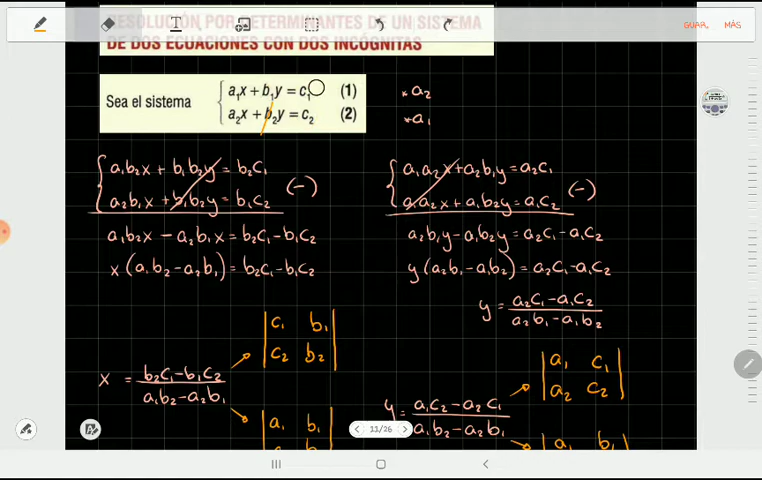 GUAR. MÁS
RESOLUCIÓN POR DETERMINANTES DE UN SISTEMA
DE DOS ECUACIONES CON DOS INCÓGNITAS
Sea el sistema
a₁x + b₁y = c₁ (1)
a₂x + b₂y = c₂ (2)
* a₂
* a₁
a₁b₂x + b₁b₂y = b₂c₁
a₂b₁x + b₁b₂y = b₁c₂ (-)
a₁b₂x - a₂b₁x = b₂c₁ - b₁c₂
x(a₁b₂ - a₂b₁) = b₂c₁ - b₁c₂
c₁ b₁
c₂ b₂
x = b₂c₁ - b₁c₂
a₁b₂ - a₂b₁
a₁ b₁
a₁a₂x + a₂b₁y = a₂c₁
a₁a₂x + a₁b₂y = a₁c₂ (-)
a₂b₁y - a₁b₂y = a₂c₁ - a₁c₂
y(a₂b₁ - a₁b₂) = a₂c₁ - a₁c₂
y = a₂c₁ - a₁c₂
a₂b₁ - a₁b₂
a₁ c₁
a₂ c₂
y = a₁c₂ - a₂c₁
a₁b₂ - a₂b₁
a₁ b₁
13/26